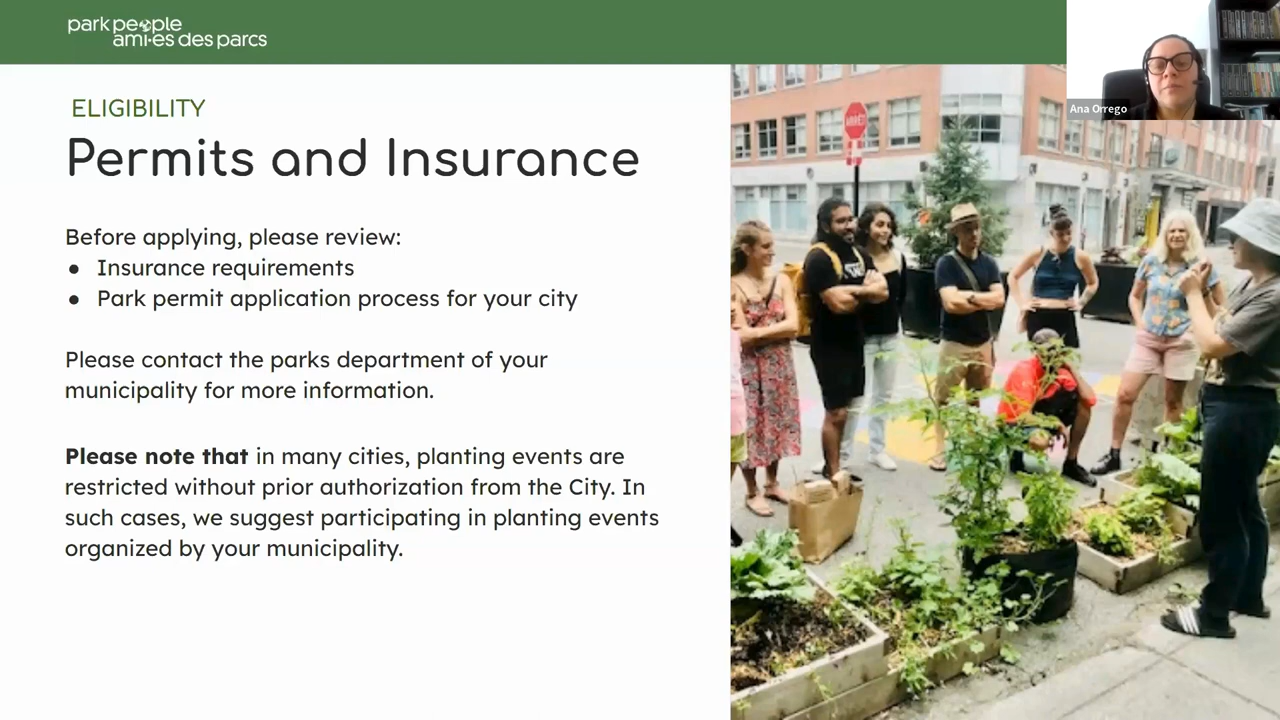 park people
ami·es des parcs
Ana Orrego
ELIGIBILITY
Permits and Insurance
ARRÊT
Before applying, please review:
● Insurance requirements
● Park permit application process for your city
Please contact the parks department of your
municipality for more information.
Please note that in many cities, planting events are
restricted without prior authorization from the City. In
such cases, we suggest participating in planting events
organized by your municipality.